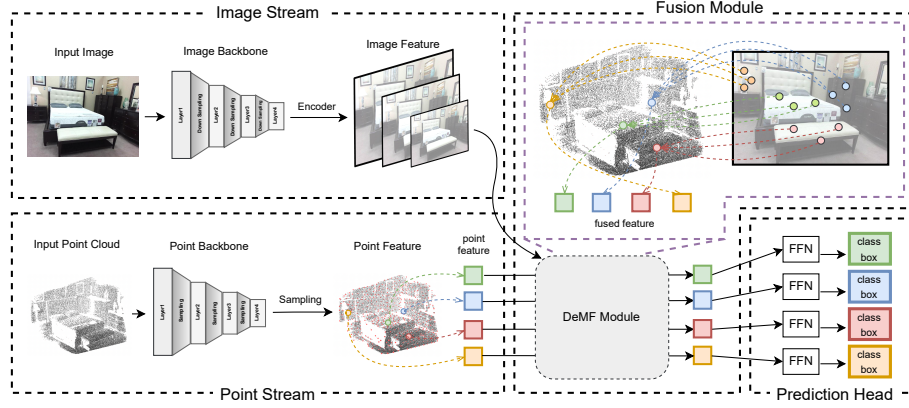 Image Stream
Input Image
Image Backbone
Image Feature
Layer1
Down Sampling
Layer2
Down Sampling
Layer3
Down Sampling
Layer4
Encoder
Fusion Module
fused feature
Input Point Cloud
Point Backbone
Point Feature
point
feature
Layer1
Sampling
Layer2
Sampling
Layer3
Sampling
Layer4
Sampling
Point Stream
DeMF Module
FFN
class
box
FFN
class
box
FFN
class
box
FFN
class
box
Prediction Head